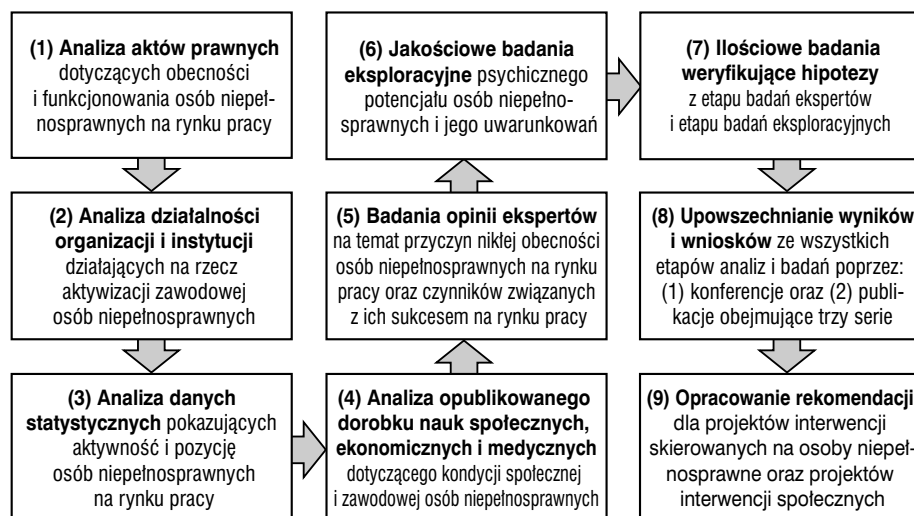 (1) Analiza aktów prawnych
dotyczących obecności
i funkcjonowania osób niepeł-
nosprawnych na rynku pracy
(2) Analiza działalności
organizacji i instytucji
działających na rzecz
aktywizacji zawodowej
osób niepełnosprawnych
(3) Analiza danych
statystycznych pokazujących
aktywność i pozycję
osób niepełnosprawnych
na rynku pracy
(4) Analiza opublikowanego
dorobku nauk społecznych,
ekonomicznych i medycznych
dotyczącego kondycji społecznej
i zawodowej osób niepełnosprawnych
(5) Badania opinii ekspertów
na temat przyczyn nikłej obecności
osób niepełnosprawnych na rynku
pracy oraz czynników związanych
z ich sukcesem na rynku pracy
(6) Jakościowe badania
eksploracyjne psychicznego
potencjału osób niepełno-
sprawnych i jego uwarunkowań
(7) Ilościowe badania
weryfikujące hipotezy
z etapu badań ekspertów
i etapu badań eksploracyjnych
(8) Upowszechnianie wyników
i wniosków ze wszystkich
etapów analiz i badań poprzez:
(1) konferencje oraz (2) publi-
kacje obejmujące trzy serie
(9) Opracowanie rekomendacji
dla projektów interwencji
skierowanych na osoby niepeł-
nosprawne oraz projektów
interwencji społecznych